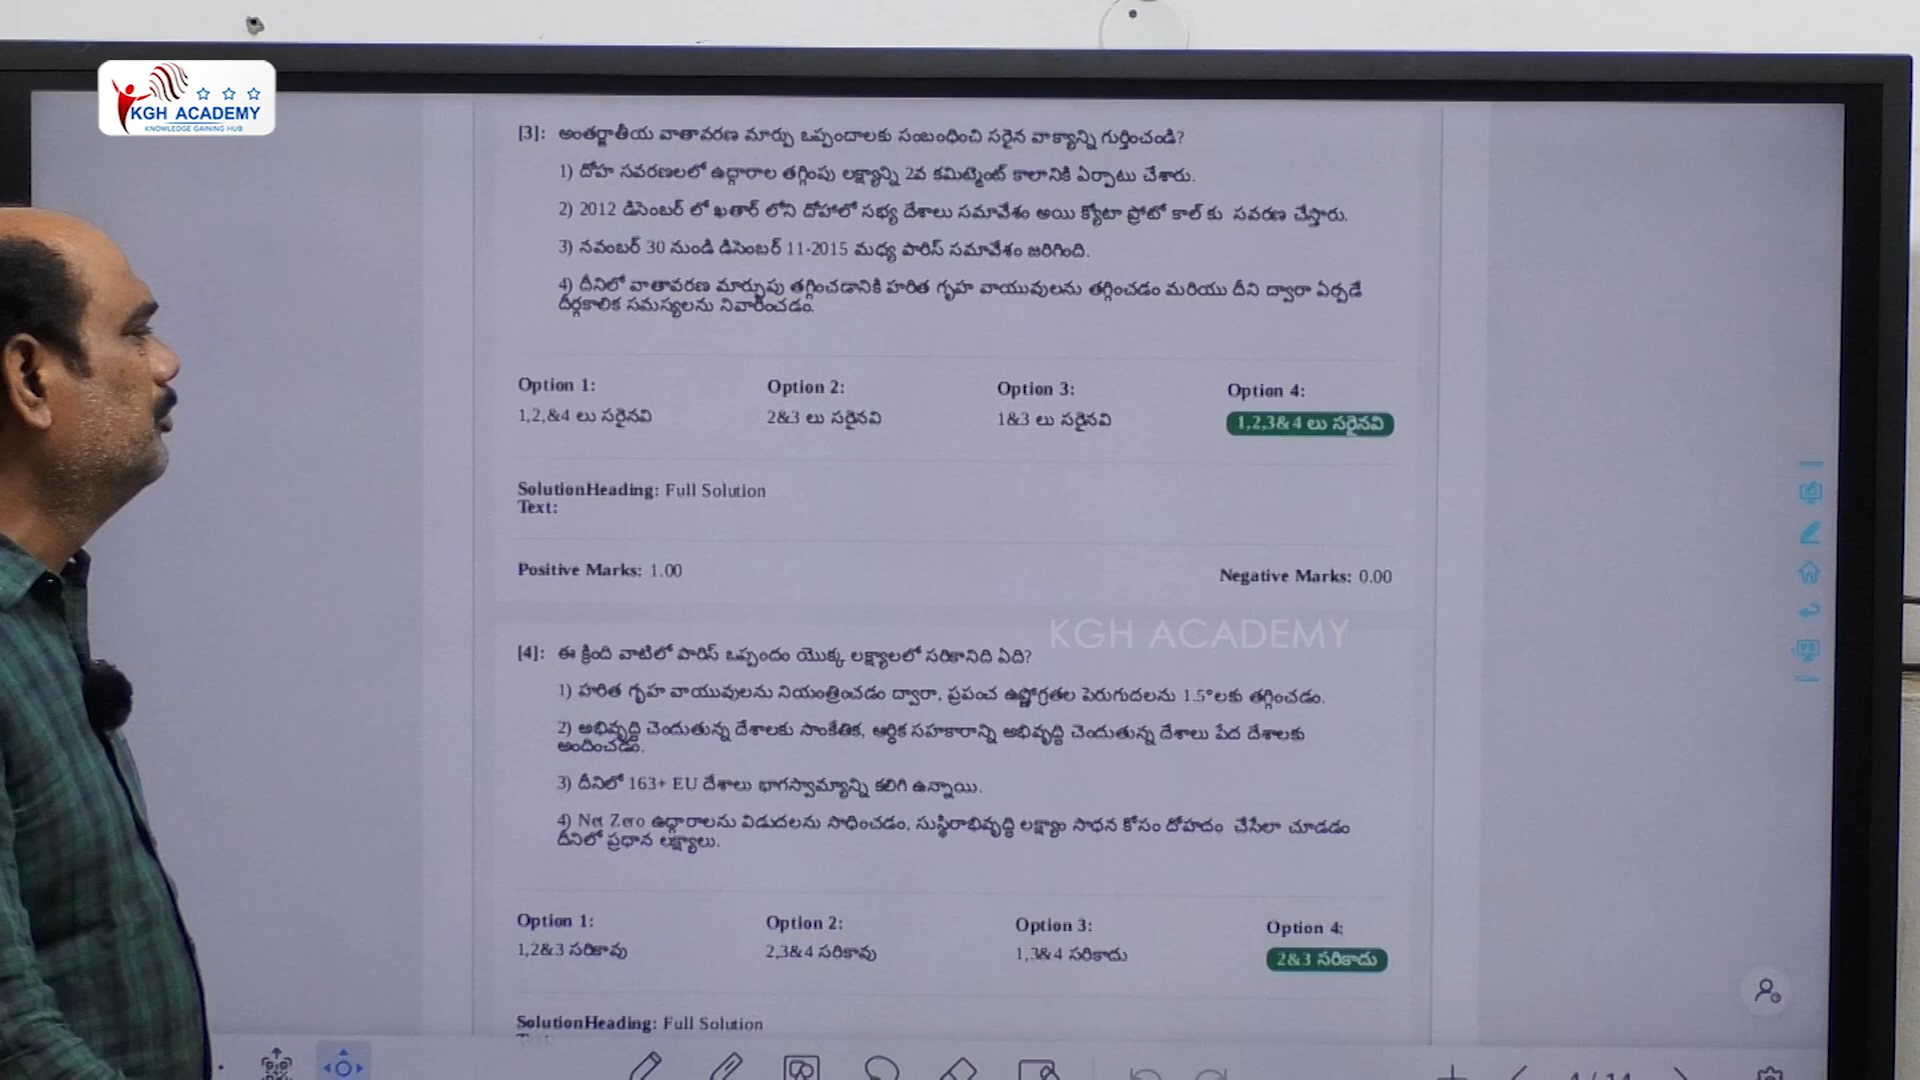 KGH ACADEMY
KNOWLEDGE GAINING HUB
[3]: అంతర్జాతీయ వాతావరణ మార్పు ఒప్పందాలకు సంబంధించి సరైన వాక్యాన్ని గుర్తించండి?
1) దోహ సవరణలలో ఉద్గారాల తగ్గింపు లక్ష్యాన్ని 2వ కమిట్మెంట్ కాలానికి ఏర్పాటు చేశారు.
2) 2012 డిసెంబర్ లో ఖతార్ లోని దోహాలో సభ్య దేశాలు సమావేశం అయి క్యోటా ప్రోటో కాల్ కు సవరణ చేస్తారు.
3) నవంబర్ 30 నుండి డిసెంబర్ 11-2015 మధ్య పారిస్ సమావేశం జరిగింది.
4) దీనిలో వాతావరణ మార్పుపు తగ్గించడానికి హరిత గృహ వాయువులను తగ్గించడం మరియు దీని ద్వారా ఏర్పడే
దీర్గకాలిక సమస్యలను నివారించడం.
Option 1: Option 2: Option 3: Option 4:
1,2,&4 లు సరైనవి 2&3 లు సరైనవి 1&3 లు సరైనవి 1,2,3&4 లు సరైనవి
SolutionHeading: Full Solution
Text:
Positive Marks: 1.00 Negative Marks: 0.00
KGH ACADEMY
[4]: ఈ క్రింది వాటిలో పారిస్ ఒప్పందం యొక్క లక్ష్యాలలో సరికానిది ఏది?
1) హరిత గృహ వాయువులను నియంత్రించడం ద్వారా, ప్రపంచ ఉష్ణోగ్రతల పెరుగుదలను 1.5°లకు తగ్గించడం.
2) అభివృద్ధి చెందుతున్న దేశాలకు సాంకేతిక, ఆర్థిక సహకారాన్ని అభివృద్ధి చెందుతున్న దేశాలు పేద దేశాలకు
అందించడం.
3) దీనిలో 163+ EU దేశాలు భాగస్వామ్యాన్ని కలిగి ఉన్నాయి.
4) Net Zero ఉద్గారాలను విడుదలను సాధించడం, సుస్థిరాభివృద్ధి లక్ష్యాల సాధన కోసం దోహదం చేసేలా చూడడం
దీనిలో ప్రధాన లక్ష్యాలు.
Option 1: Option 2: Option 3: Option 4:
1,2&3 సరికావు 2,3&4 సరికావు 1,3&4 సరికాదు 2&3 సరికాదు
SolutionHeading: Full Solution